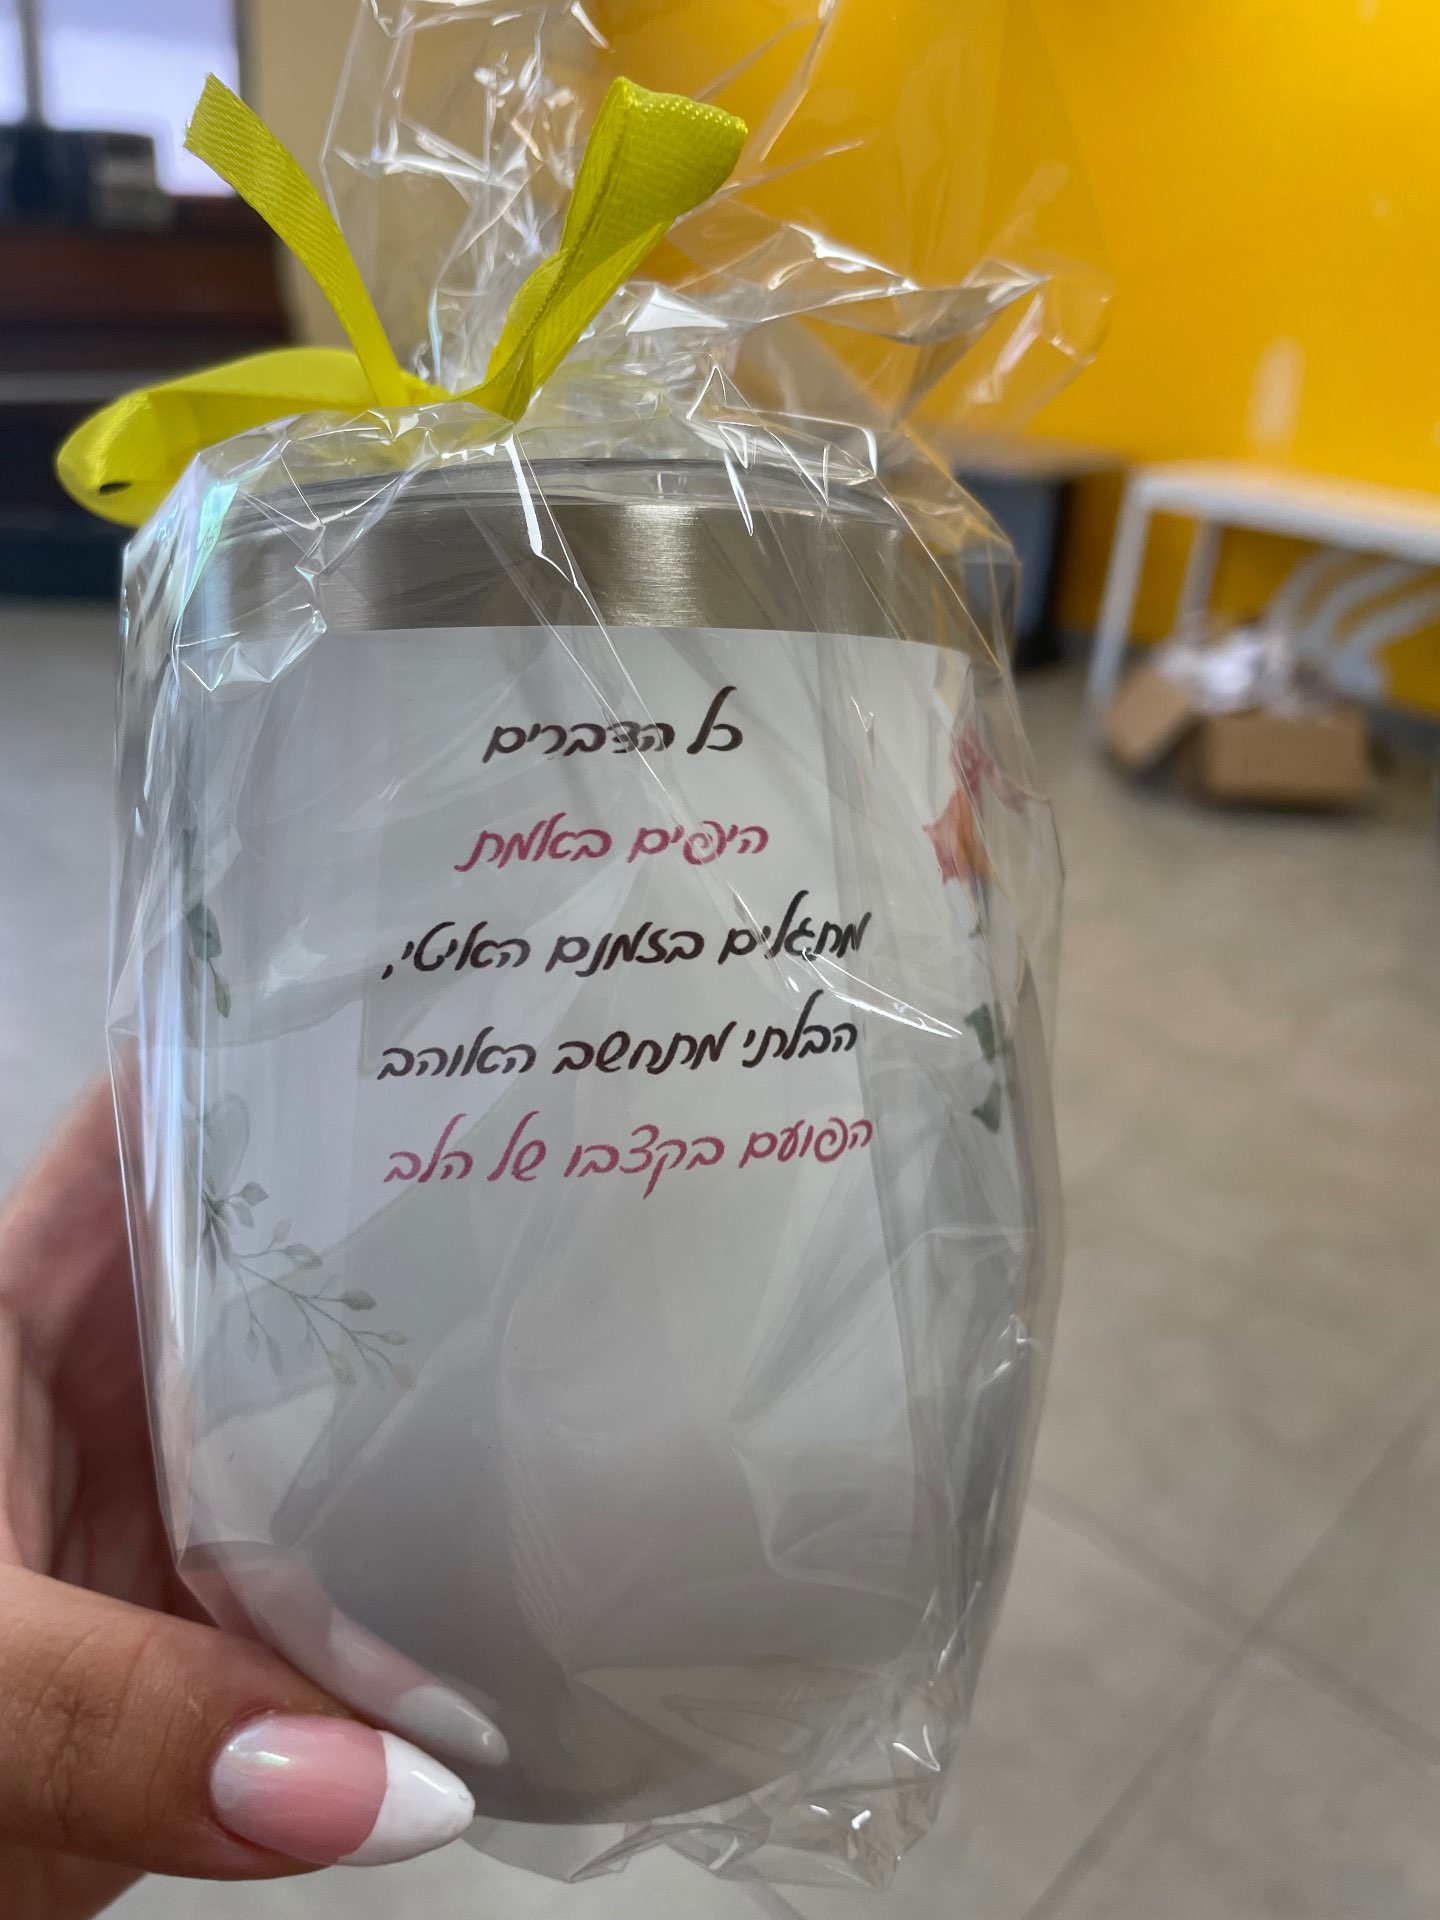 כל הדברים
היפים באמת
מתגלים בזמנם האיטי,
הבלתי מתחשב האוהב
הפועם בקצבו של הלב